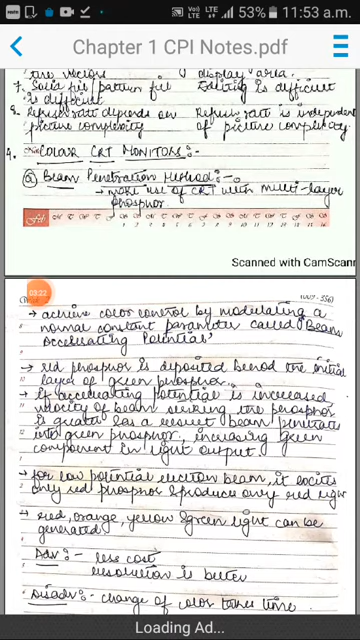 53% 11:53 a.m.
Chapter 1 CPI Notes.pdf
display area.
7. Solid fill/pattern fill Editing is difficult
is difficult
8. Refresh rate depends on Refresh rate is independent
picture complexity of picture complexity
4. COLOUR CRT MONITORS :-
(a) BEAM PENETRATION METHOD :-
→ make use of CRT with multi-layer
phosphor
Scanned with CamScann
03:22
→ achieve color control by modulating a
normal constant parameter called 'Beam
Accelerating Potential'
→ red phosphor is deposited behind the initial
layer of green phosphor.
→ If accelerating potential is increased
velocity of beam striking the phosphor
is greater & as a result beam penitrats
into green phosphor, increasing green
component in light output.
→ for low potential electron beam, it excites
only red phosphor & produces only red light
→ red, orange, yellow & green light can be
generated
Adv :- less cost
resolution is better
Disadv :- change of color takes time.
Loading Ad...